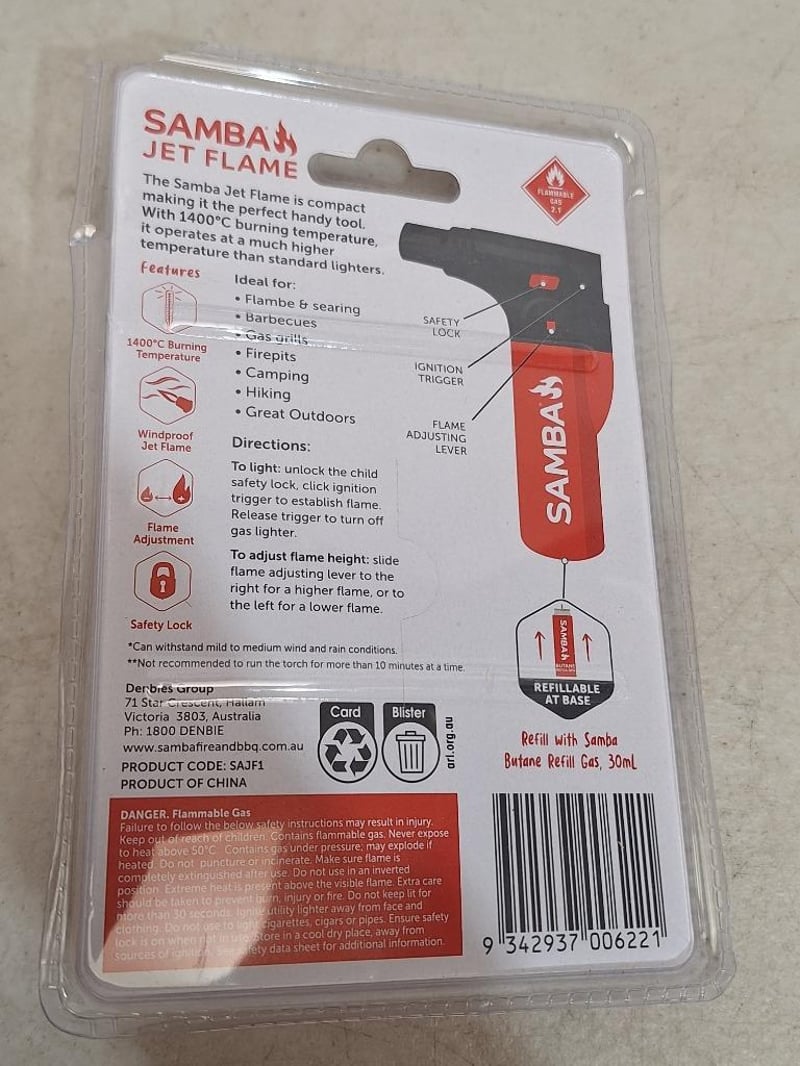 SAMBA
JET FLAME
The Samba Jet Flame is compact
making it the perfect handy tool.
With 1400°C burning temperature,
it operates at a much higher
temperature than standard lighters.
FLAMMABLE
GAS
2.1
Features
1400°C Burning
Temperature
Windproof
Jet Flame
Flame
Adjustment
Safety Lock
Ideal for:
• Flambe & searing
• Barbecues
• Gas grills
• Firepits
• Camping
• Hiking
• Great Outdoors
Directions:
To light: unlock the child
safety lock, click ignition
trigger to establish flame.
Release trigger to turn off
gas lighter.
To adjust flame height: slide
flame adjusting lever to the
right for a higher flame, or to
the left for a lower flame.
SAFETY
LOCK
IGNITION
TRIGGER
FLAME
ADJUSTING
LEVER
SAMBA
SAMBA
BUTANE
REFILLABLE
AT BASE
Refill with Samba
Butane Refill Gas, 30mL
*Can withstand mild to medium wind and rain conditions.
**Not recommended to run the torch for more than 10 minutes at a time.
Denbies Group
71 Star Crescent, Hallam
Victoria 3803, Australia
Ph: 1800 DENBIE
www.sambafireandbbq.com.au
PRODUCT CODE: SAJF1
PRODUCT OF CHINA
Card
Blister
arl.org.au
DANGER. Flammable Gas
Failure to follow the below safety instructions may result in injury.
Keep out of reach of children. Contains flammable gas. Never expose
to heat above 50°C. Contains gas under pressure; may explode if
heated. Do not puncture or incinerate. Make sure flame is
completely extinguished after use. Do not use in an inverted
position. Extreme heat is present above the visible flame. Extra care
should be taken to prevent burn, injury or fire. Do not keep lit for
more than 30 seconds. Ignite utility lighter away from face and
clothing. Do not use to light cigarettes, cigars or pipes. Ensure safety
lock is on when not in use. Store in a cool dry place, away from
sources of ignition. See safety data sheet for additional information.
9 342937 006221